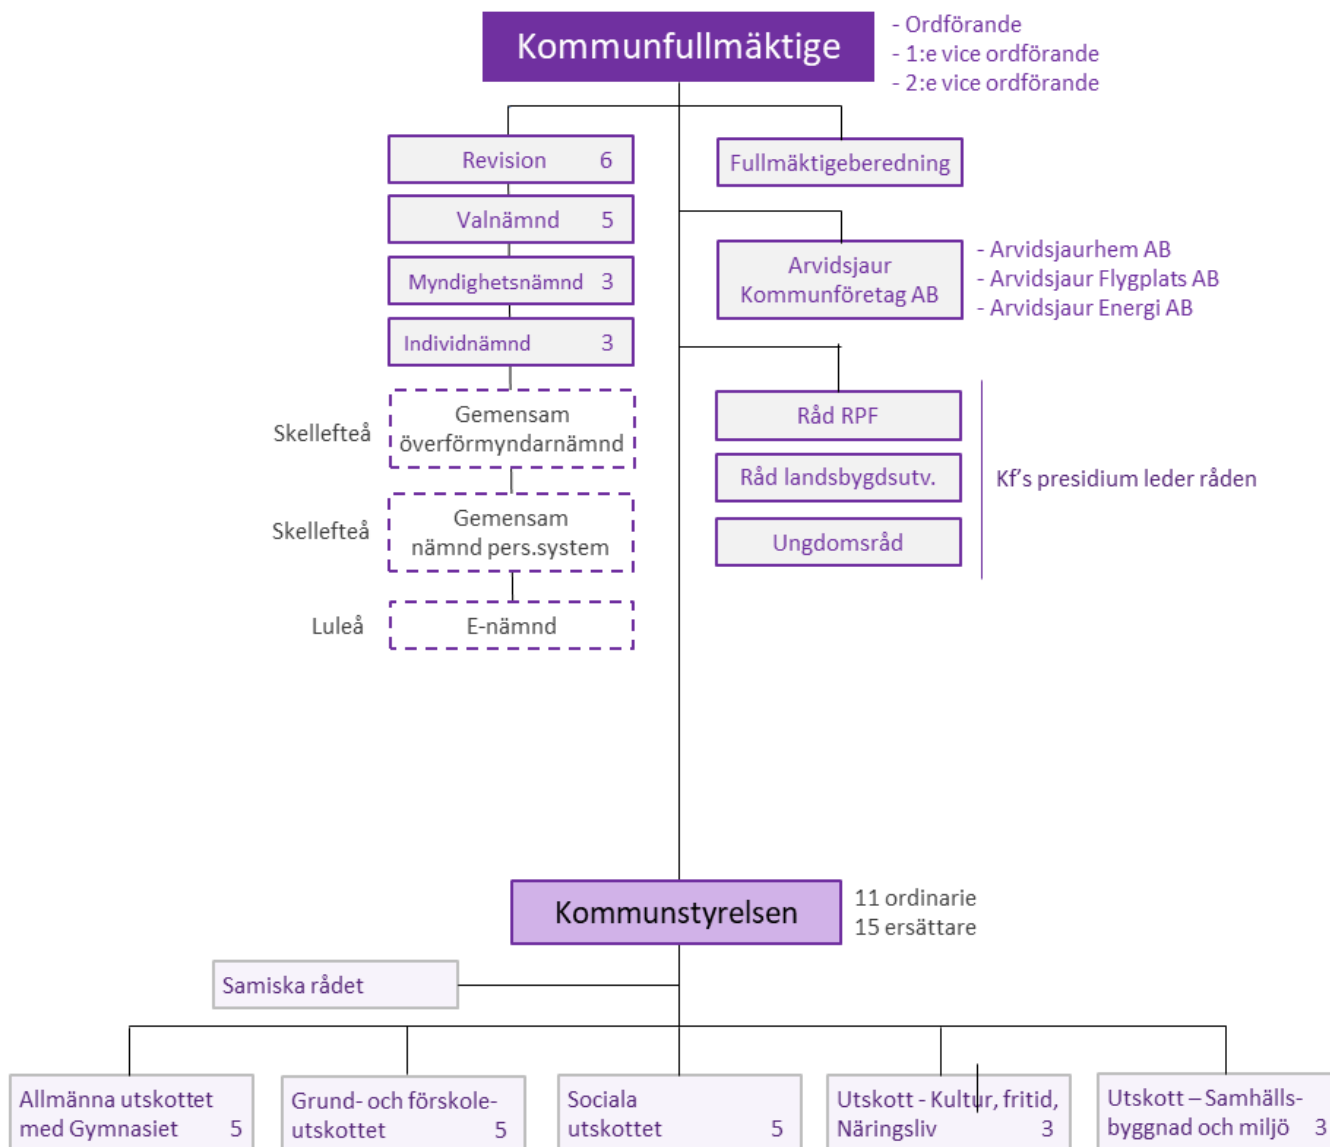 Kommunfullmäktige
- Ordförande
- 1:e vice ordförande
- 2:e vice ordförande
Revision 6
Valnämnd 5
Myndighetsnämnd 3
Individnämnd 3
Skellefteå
Gemensam
överförmyndarnämnd
Skellefteå
Gemensam
nämnd pers.system
Luleå
E-nämnd
Fullmäktigeberedning
Arvidsjaur
Kommunföretag AB
- Arvidsjaurhem AB
- Arvidsjaur Flygplats AB
- Arvidsjaur Energi AB
Råd RPF
Råd landsbygdsutv.
Ungdomsråd
Kf's presidium leder råden
Kommunstyrelsen
11 ordinarie
15 ersättare
Samiska rådet
Allmänna utskottet
med Gymnasiet 5
Grund- och förskole-
utskottet 5
Sociala
utskottet 5
Utskott - Kultur, fritid,
Näringsliv 3
Utskott – Samhälls-
byggnad och miljö 3